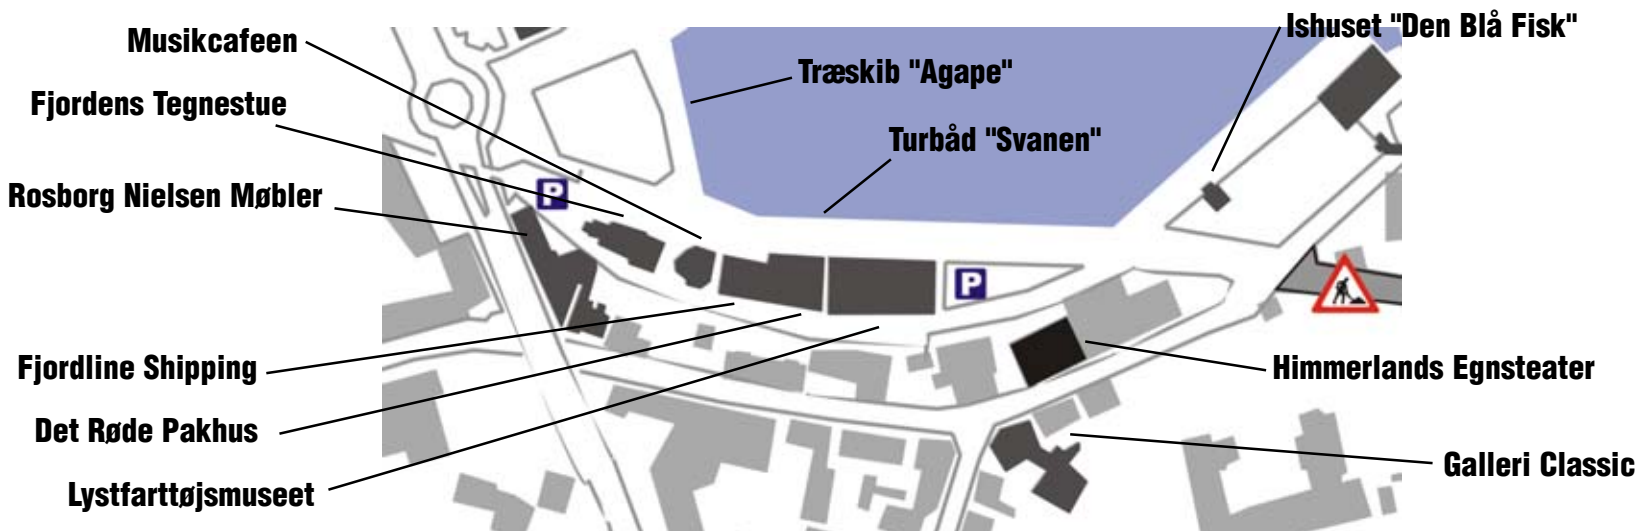 Ishuset "Den Blå Fisk"
Musikcafeen
Træskib "Agape"
Fjordens Tegnestue
Turbåd "Svanen"
Rosborg Nielsen Møbler
P
P
Fjordline Shipping
Himmerlands Egnsteater
Det Røde Pakhus
Galleri Classic
Lystfarttøjsmuseet